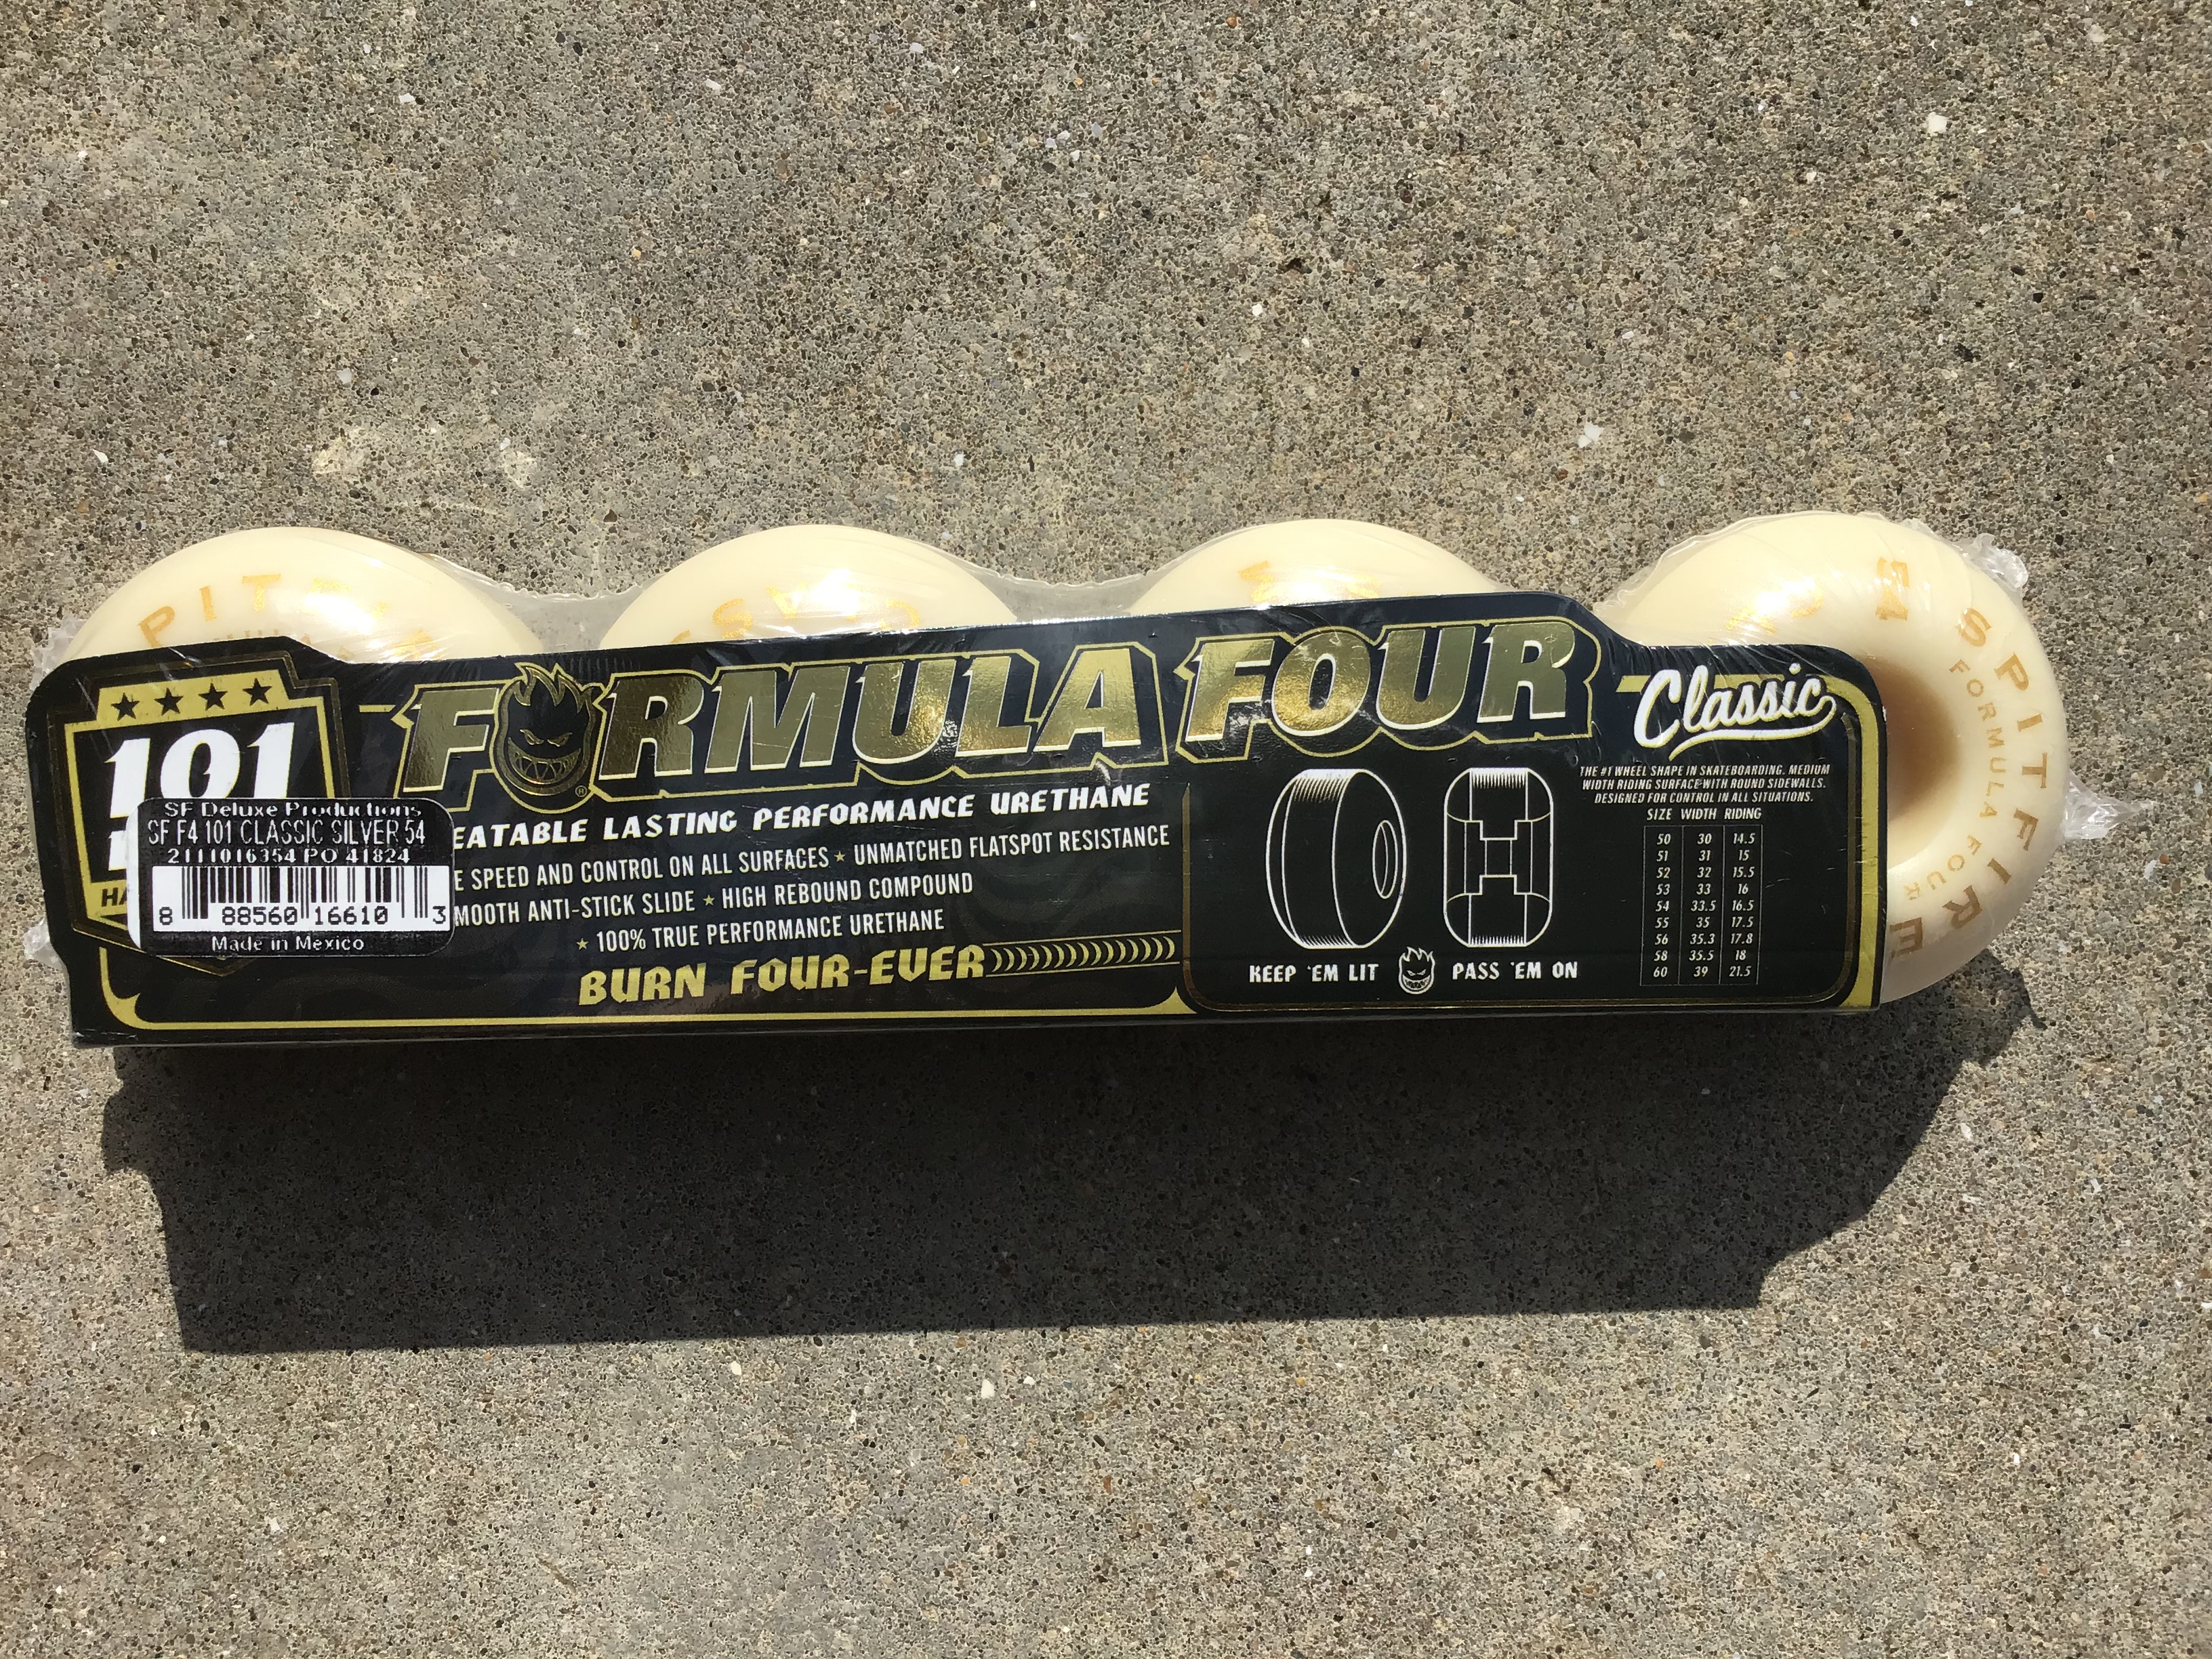 101
HA
SF Deluxe Productions
SF F4 101 CLASSIC SILVER 54
2111016354 PO 41824
8 88560 16610 3
Made in Mexico
FORMULA FOUR
®
EATABLE LASTING PERFORMANCE URETHANE
E SPEED AND CONTROL ON ALL SURFACES ★ UNMATCHED FLATSPOT RESISTANCE
MOOTH ANTI-STICK SLIDE ★ HIGH REBOUND COMPOUND
★ 100% TRUE PERFORMANCE URETHANE
BURN FOUR-EVER
KEEP 'EM LIT PASS 'EM ON
Classic
THE #1 WHEEL SHAPE IN SKATEBOARDING. MEDIUM
WIDTH RIDING SURFACE WITH ROUND SIDEWALLS.
DESIGNED FOR CONTROL IN ALL SITUATIONS.
SIZE WIDTH RIDING
50 30 14.5
51 31 15
52 32 15.5
53 33 16
54 33.5 16.5
55 35 17.5
56 35.3 17.8
58 35.5 18
60 39 21.5
54
SPITFIRE
FORMULA FOUR